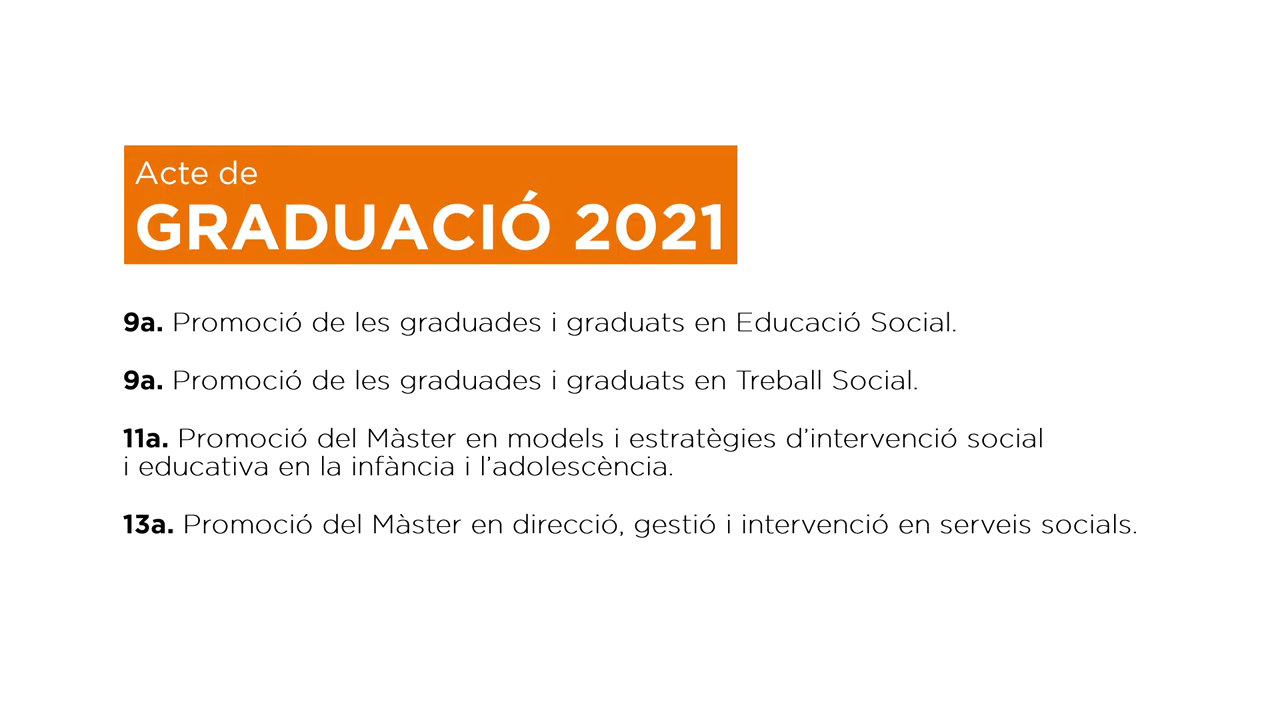 Acte de
GRADUACIÓ 2021
9a. Promoció de les graduades i graduats en Educació Social.
9a. Promoció de les graduades i graduats en Treball Social.
11a. Promoció del Màster en models i estratègies d’intervenció social
i educativa en la infància i l’adolescència.
13a. Promoció del Màster en direcció, gestió i intervenció en serveis socials.